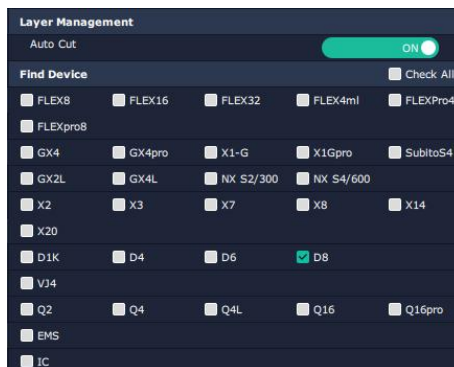 Layer Management
Auto Cut ON
Find Device Check All
FLEX8 FLEX16 FLEX32 FLEX4ml FLEXPro4
FLEXpro8
GX4 GX4pro X1-G X1Gpro SubitoS4
GX2L GX4L NX S2/300 NX S4/600
X2 X3 X7 X8 X14
X20
D1K D4 D6 D8
VJ4
Q2 Q4 Q4L Q16 Q16pro
EMS
IC